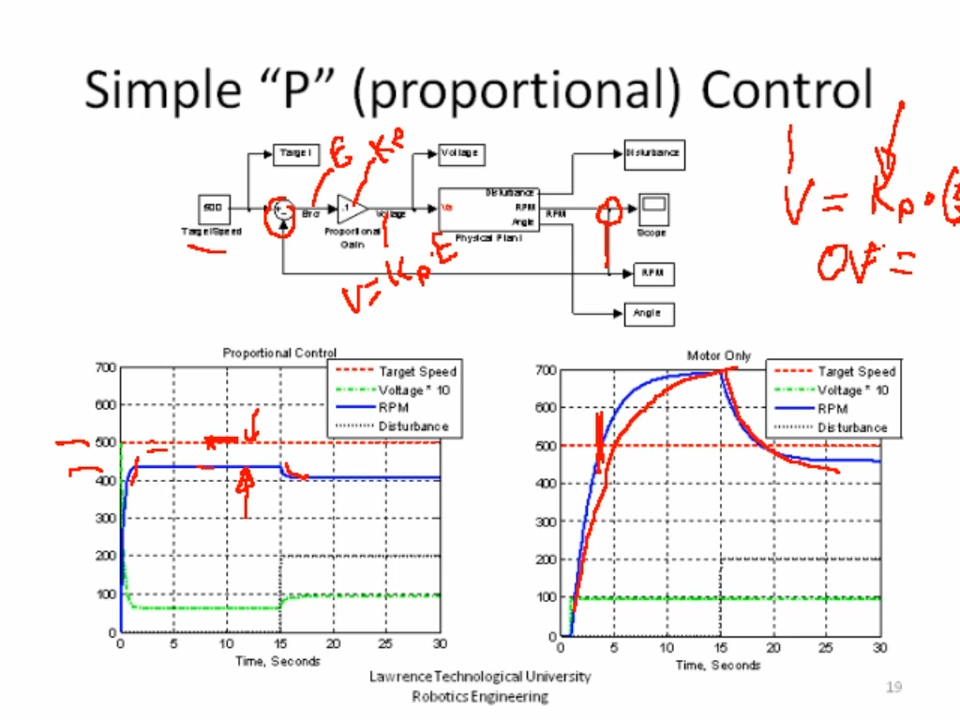 Simple “P” (proportional) Control
Target
E
KP
Voltage
Disturbance
V = Kp •
0V =
500
Error
.1
Voltage
Vs
Disturbance
RPM
Angle
RPM
Target Speed
Proportional
Gain
Physical Plant
Scope
V= Kp·E
RPM
Angle
Proportional Control
700
600
500
400
300
200
100
0
0 5 10 15 20 25 30
Time, Seconds
Target Speed
Voltage * 10
RPM
Disturbance
Motor Only
700
600
500
400
300
200
100
0
0 5 10 15 20 25 30
Time, Seconds
Target Speed
Voltage * 10
RPM
Disturbance
Lawrence Technological University
Robotics Engineering
19